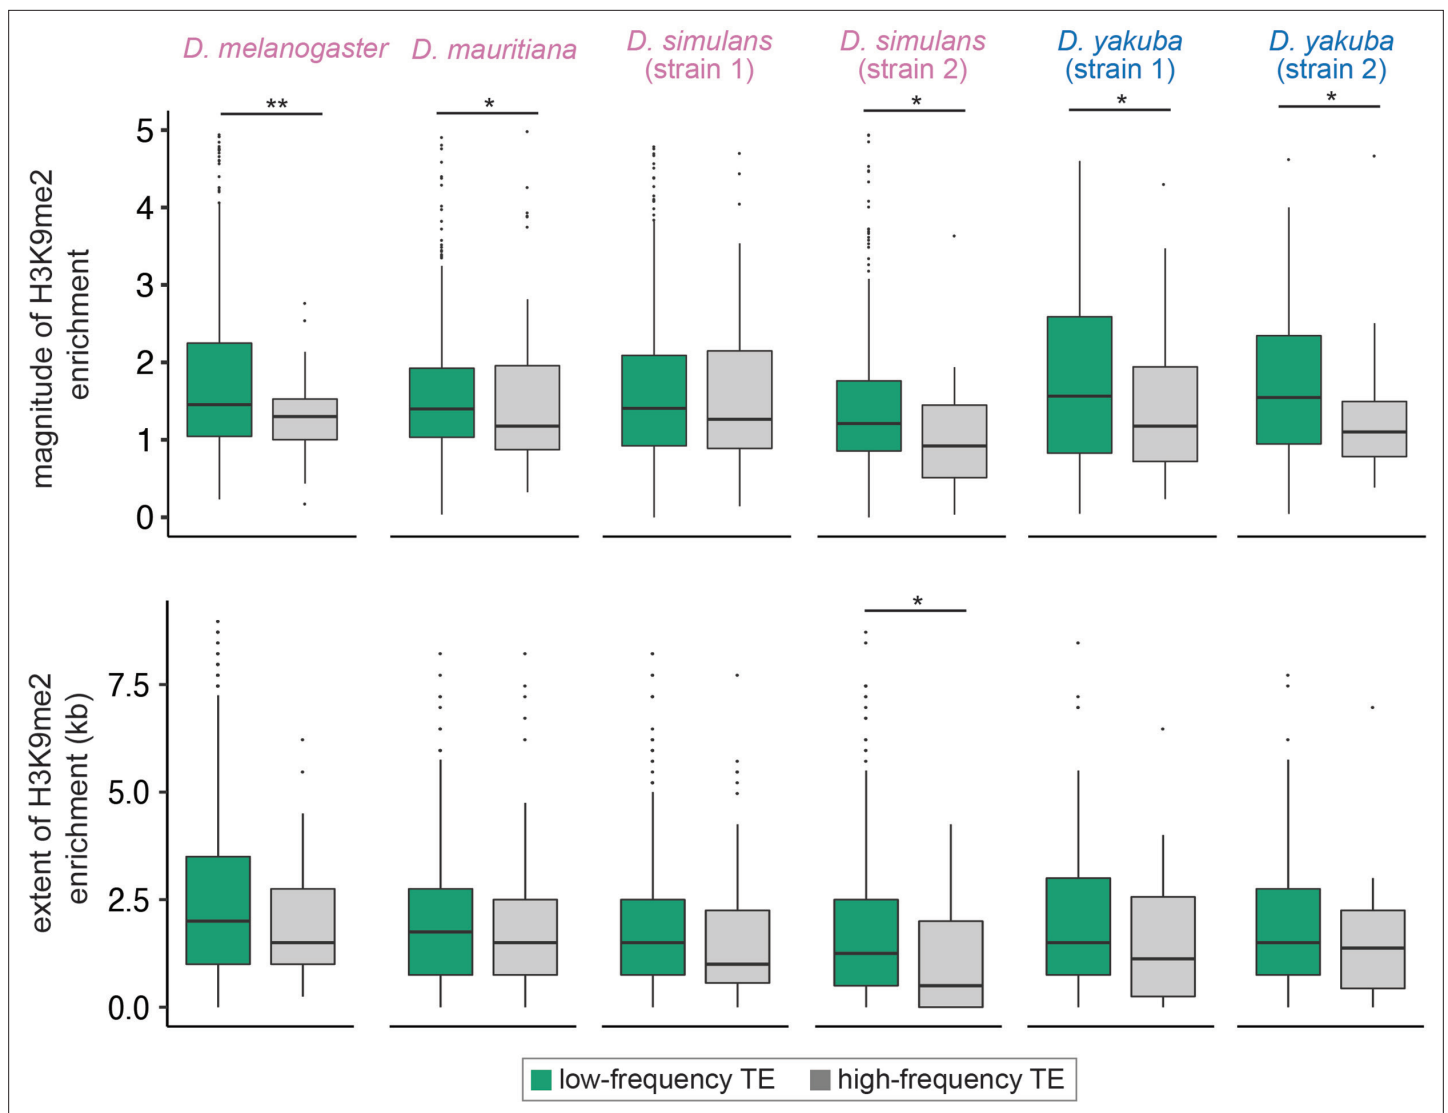 D. melanogaster
D. mauritiana
D. simulans
(strain 1)
D. simulans
(strain 2)
D. yakuba
(strain 1)
D. yakuba
(strain 2)
**
*
*
*
*
magnitude of H3K9me2
enrichment
5
4
3
2
1
0
*
extent of H3K9me2
enrichment (kb)
7.5
5.0
2.5
0.0
low-frequency TE
high-frequency TE